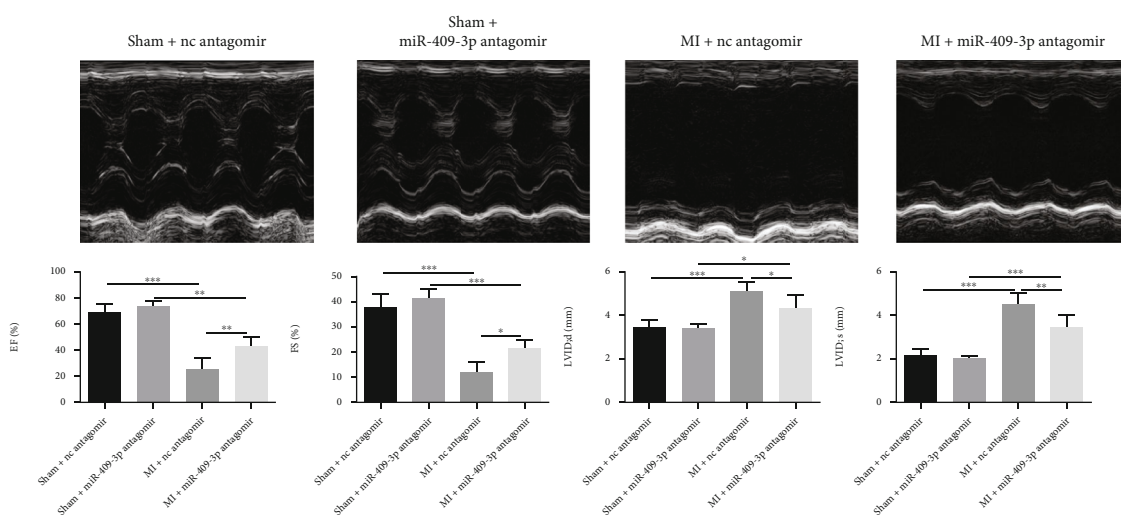 Sham + nc antagomir
Sham +
miR-409-3p antagomir
MI + nc antagomir
MI + miR-409-3p antagomir
EF (%)
100
80
60
40
20
0
***
**
**
Sham + nc antagomir
Sham + miR-409-3p antagomir
MI + nc antagomir
MI + miR-409-3p antagomir
FS (%)
50
40
30
20
10
0
***
***
*
Sham + nc antagomir
Sham + miR-409-3p antagomir
MI + nc antagomir
MI + miR-409-3p antagomir
LVID;d (mm)
6
4
2
0
*
***
*
Sham + nc antagomir
Sham + miR-409-3p antagomir
MI + nc antagomir
MI + miR-409-3p antagomir
LVID; s (mm)
6
4
2
0
***
***
**
Sham + nc antagomir
Sham + miR-409-3p antagomir
MI + nc antagomir
MI + miR-409-3p antagomir